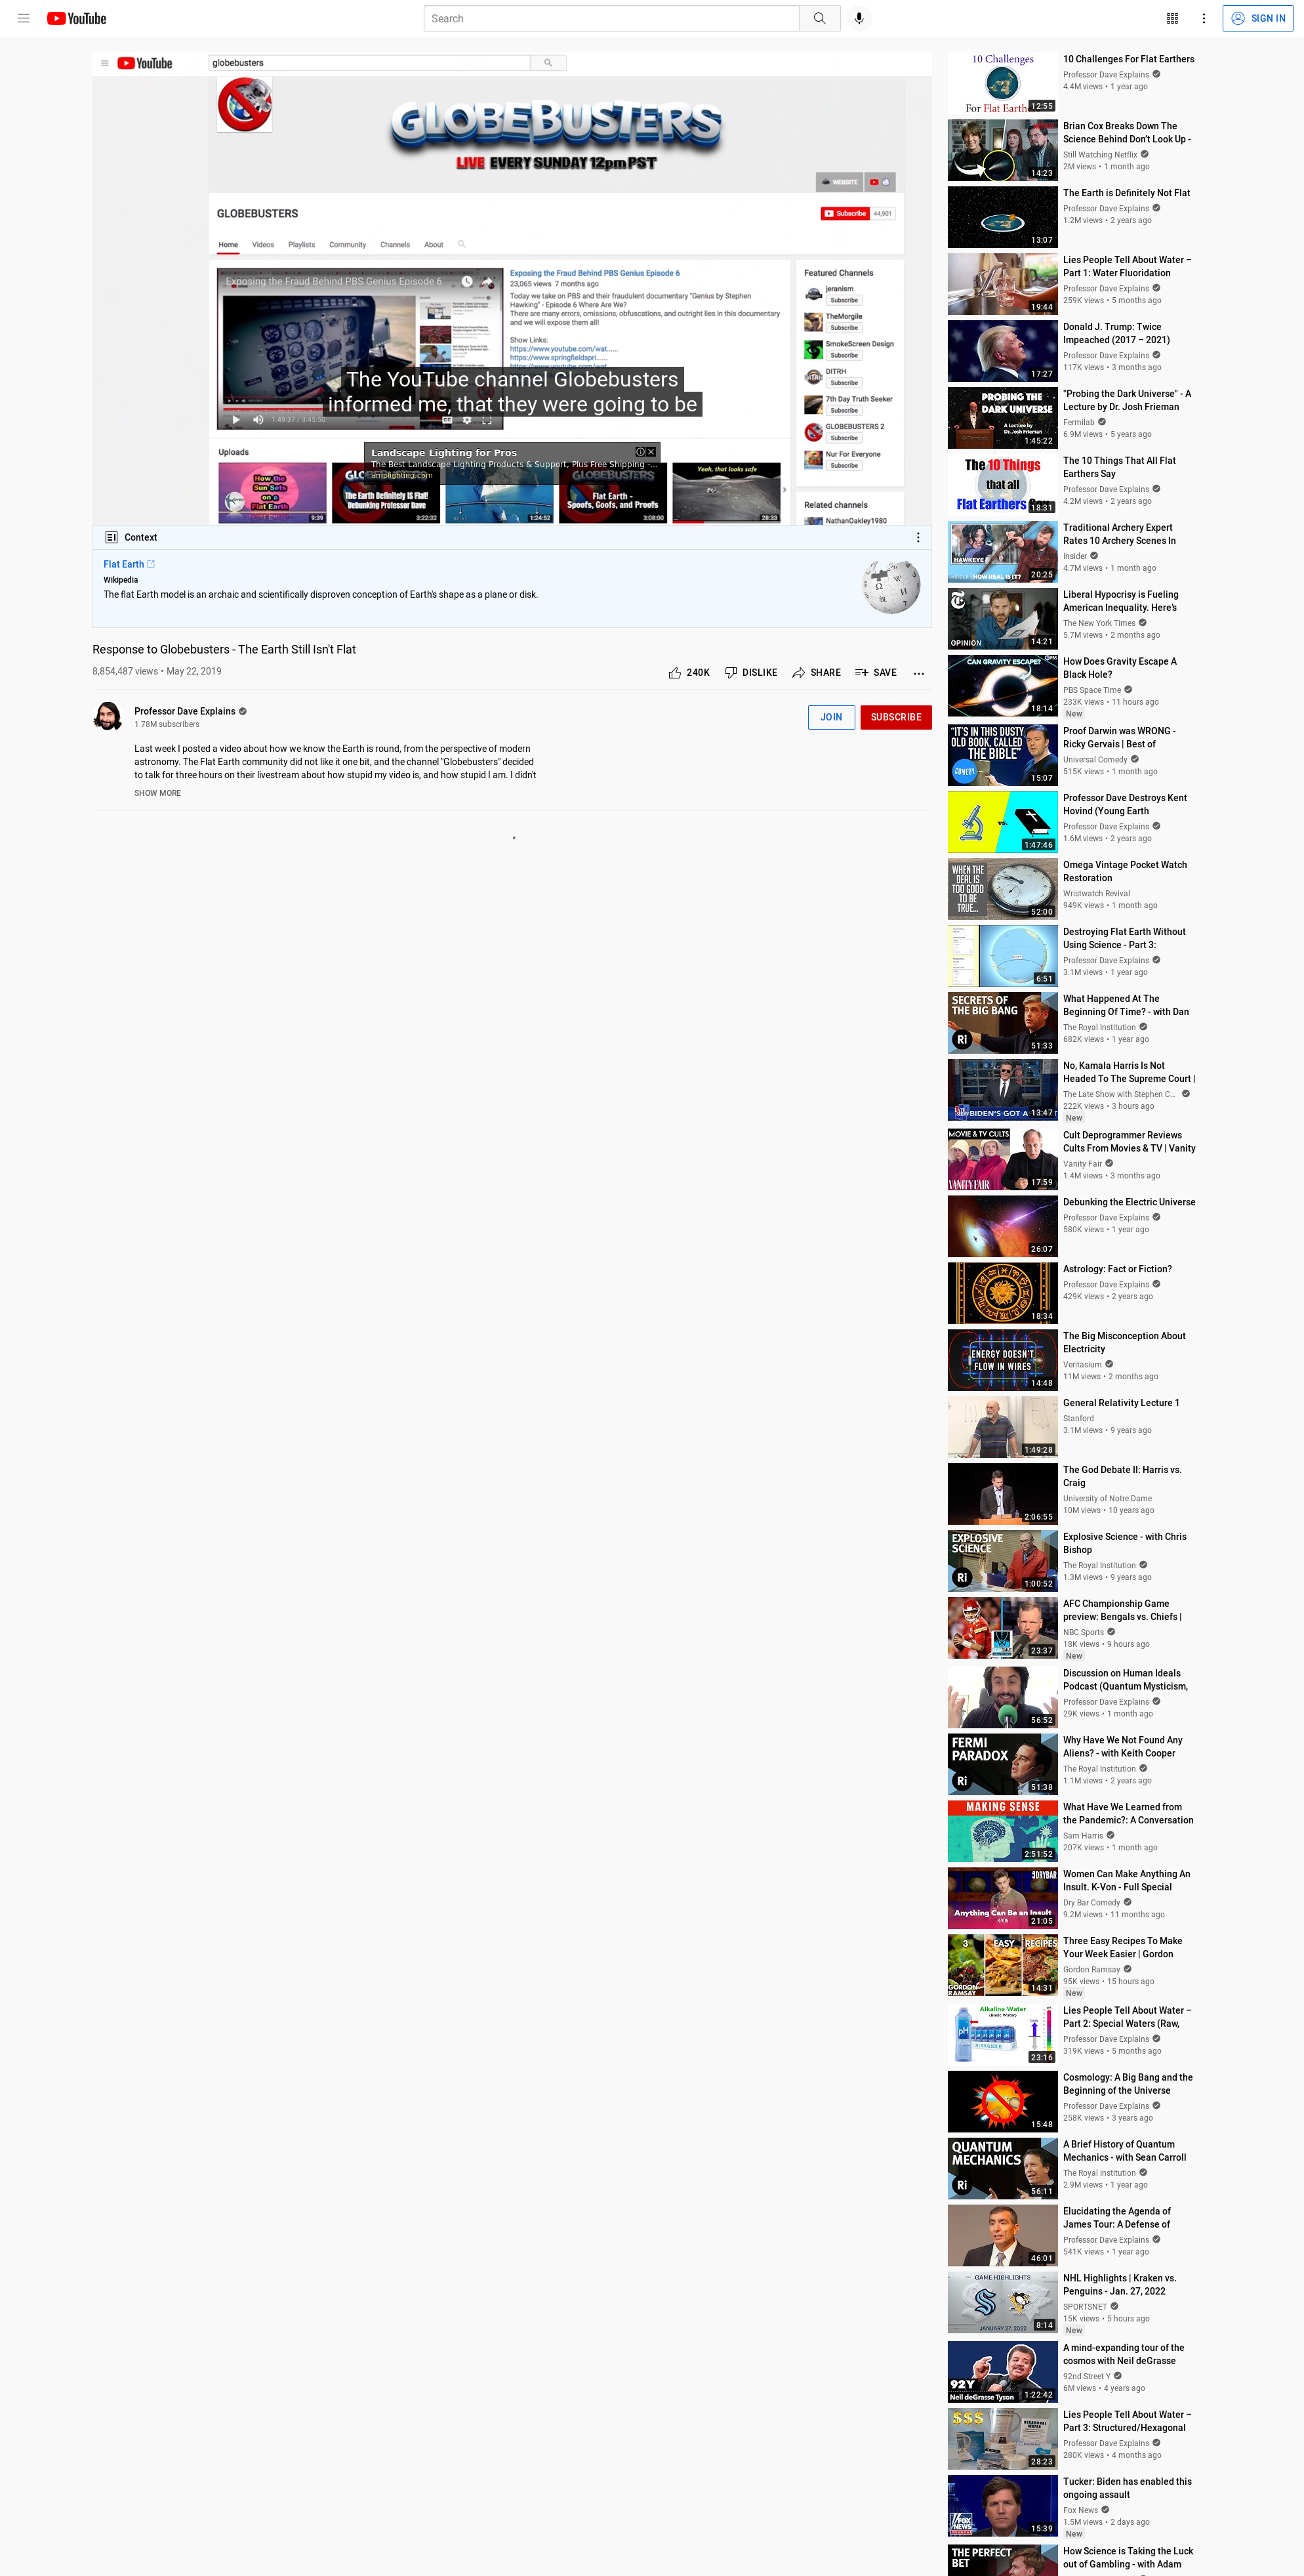 YouTube
Search
SIGN IN
YouTube
globebusters
GLOBEBUSTERS
LIVE EVERY SUNDAY 12pm PST
WEBSITE
GLOBEBUSTERS
Subscribe 44,901
Home Videos Playlists Community Channels About
Exposing the Fraud Behind PBS Genius Episode 6
Exposing the Fraud Behind PBS Genius Episode 6
23,065 views 7 months ago
Today we take on PBS and their fraudulent documentary "Genius by Stephen
Hawking" - Episode 6 Where Are We?
There are many errors, omissions, obfuscations, and outright lies in this documentary
and we will expose them all!
Show Links:
https://www.youtube.com/wat......
https://www.springfieldspri......
1:49:37 / 3:45:50
The YouTube channel Globebusters
informed me, that they were going to be
Featured Channels
jeranism
Subscribe
TheMorgile
Subscribe
SmokeScreen Design
Subscribe
DITRH
Subscribe
7th Day Truth Seeker
Subscribe
GLOBEBUSTERS 2
Subscribe
Nur For Everyone
Subscribe
Related channels
NathanOakley1980
Landscape Lighting for Pros
The Best Landscape Lighting Products & Support, Plus Free Shipping -...
amplighting.com
Uploads
How the Sun Sets on a Flat Earth
9:39
The Earth Definitely IS Flat! Debunking Professor Dave
3:22:32
1:24:52
Flat Earth - Spoofs, Goofs, and Proofs
3:08:00
Yeah, that looks safe
28:33
Context
Flat Earth
Wikipedia
The flat Earth model is an archaic and scientifically disproven conception of Earth's shape as a plane or disk.
Response to Globebusters - The Earth Still Isn't Flat
8,854,487 views • May 22, 2019
240K DISLIKE SHARE SAVE
Professor Dave Explains
1.78M subscribers
JOIN SUBSCRIBE
Last week I posted a video about how we know the Earth is round, from the perspective of modern
astronomy. The Flat Earth community did not like it one bit, and the channel "Globebusters" decided
to talk for three hours on their livestream about how stupid my video is, and how stupid I am. I didn't
SHOW MORE
10 Challenges
For Flat Earthe
12:55
10 Challenges For Flat Earthers
Professor Dave Explains
4.4M views • 1 year ago
14:23
Brian Cox Breaks Down The
Science Behind Don't Look Up -
Still Watching Netflix
2M views • 1 month ago
13:07
The Earth is Definitely Not Flat
Professor Dave Explains
1.2M views • 2 years ago
19:44
Lies People Tell About Water –
Part 1: Water Fluoridation
Professor Dave Explains
259K views • 5 months ago
17:27
Donald J. Trump: Twice
Impeached (2017 – 2021)
Professor Dave Explains
117K views • 3 months ago
PROBING THE
DARK UNIVERSE
A Lecture by
Dr. Josh Frieman
1:45:22
"Probing the Dark Universe" - A
Lecture by Dr. Josh Frieman
Fermilab
6.9M views • 5 years ago
The 10 Things
that all
Flat Earthers Say
18:31
The 10 Things That All Flat
Earthers Say
Professor Dave Explains
4.2M views • 2 years ago
HAWKEYE
HOW REAL IS IT?
20:25
Traditional Archery Expert
Rates 10 Archery Scenes In
Insider
4.7M views • 1 month ago
OPINION
14:21
Liberal Hypocrisy is Fueling
American Inequality. Here's
The New York Times
5.7M views • 2 months ago
CAN GRAVITY ESCAPE?
18:14
How Does Gravity Escape A
Black Hole?
PBS Space Time
233K views • 11 hours ago
New
"IT'S IN THIS DUSTY
OLD BOOK, CALLED
THE BIBLE"
COMEDY
15:07
Proof Darwin was WRONG -
Ricky Gervais | Best of
Universal Comedy
515K views • 1 month ago
vs.
1:47:46
Professor Dave Destroys Kent
Hovind (Young Earth
Professor Dave Explains
1.6M views • 2 years ago
WHEN THE
DEAL IS
TOO GOOD
TO BE
TRUE...
52:00
Omega Vintage Pocket Watch
Restoration
Wristwatch Revival
949K views • 1 month ago
6:51
Destroying Flat Earth Without
Using Science - Part 3:
Professor Dave Explains
3.1M views • 1 year ago
SECRETS OF
THE BIG BANG
Ri
51:33
What Happened At The
Beginning Of Time? - with Dan
The Royal Institution
682K views • 1 year ago
BIDEN'S GOT A
13:47
No, Kamala Harris Is Not
Headed To The Supreme Court |
The Late Show with Stephen C...
222K views • 3 hours ago
New
MOVIE & TV CULTS
VANITY FAIR
17:59
Cult Deprogrammer Reviews
Cults From Movies & TV | Vanity
Vanity Fair
1.4M views • 3 months ago
26:07
Debunking the Electric Universe
Professor Dave Explains
580K views • 1 year ago
18:34
Astrology: Fact or Fiction?
Professor Dave Explains
429K views • 2 years ago
ENERGY DOESN'T
FLOW IN WIRES
14:48
The Big Misconception About
Electricity
Veritasium
11M views • 2 months ago
1:49:28
General Relativity Lecture 1
Stanford
3.1M views • 9 years ago
2:06:55
The God Debate II: Harris vs.
Craig
University of Notre Dame
10M views • 10 years ago
EXPLOSIVE
SCIENCE
Ri
1:00:52
Explosive Science - with Chris
Bishop
The Royal Institution
1.3M views • 9 years ago
23:37
AFC Championship Game
preview: Bengals vs. Chiefs |
NBC Sports
18K views • 9 hours ago
New
56:52
Discussion on Human Ideals
Podcast (Quantum Mysticism,
Professor Dave Explains
29K views • 1 month ago
FERMI
PARADOX
Ri
51:38
Why Have We Not Found Any
Aliens? - with Keith Cooper
The Royal Institution
1.1M views • 2 years ago
MAKING SENSE
2:51:52
What Have We Learned from
the Pandemic?: A Conversation
Sam Harris
207K views • 1 month ago
DRYBAR
Anything Can Be an Insult
K-VON
21:05
Women Can Make Anything An
Insult. K-Von - Full Special
Dry Bar Comedy
9.2M views • 11 months ago
3 EASY RECIPES
GORDON
RAMSAY
14:31
Three Easy Recipes To Make
Your Week Easier | Gordon
Gordon Ramsay
95K views • 15 hours ago
New
Alkaline Water
(Basic Water)
pH
23:16
Lies People Tell About Water –
Part 2: Special Waters (Raw,
Professor Dave Explains
319K views • 5 months ago
15:48
Cosmology: A Big Bang and the
Beginning of the Universe
Professor Dave Explains
258K views • 3 years ago
QUANTUM
MECHANICS
Ri
56:11
A Brief History of Quantum
Mechanics - with Sean Carroll
The Royal Institution
2.9M views • 1 year ago
46:01
Elucidating the Agenda of
James Tour: A Defense of
Professor Dave Explains
541K views • 1 year ago
GAME HIGHLIGHTS
JANUARY 27, 2022
8:14
NHL Highlights | Kraken vs.
Penguins - Jan. 27, 2022
SPORTSNET
15K views • 5 hours ago
New
92Y
Neil deGrasse Tyson
1:22:42
A mind-expanding tour of the
cosmos with Neil deGrasse
92nd Street Y
6M views • 4 years ago
$$$
HEXAGONAL
WATER
28:23
Lies People Tell About Water –
Part 3: Structured/Hexagonal
Professor Dave Explains
280K views • 4 months ago
FOX
NEWS
15:39
Tucker: Biden has enabled this
ongoing assault
Fox News
1.5M views • 2 days ago
New
THE PERFECT
BET
How Science is Taking the Luck
out of Gambling - with Adam